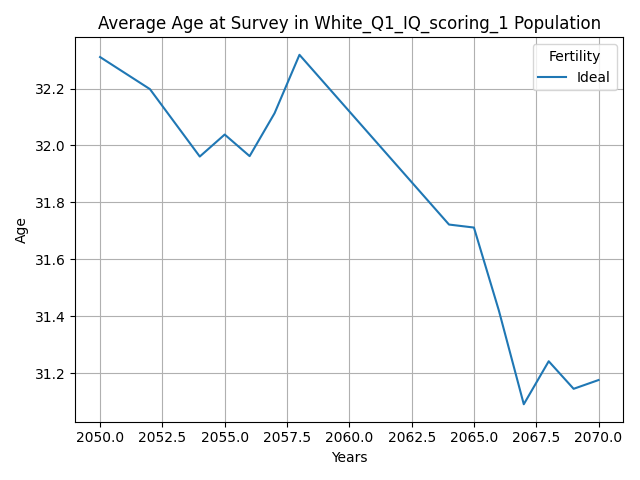 Average Age at Survey in White_Q1_IQ_scoring_1 Population
Fertility
Ideal
32.2
32.0
31.8
31.6
31.4
31.2
Age
2050.0 2052.5 2055.0 2057.5 2060.0 2062.5 2065.0 2067.5 2070.0
Years